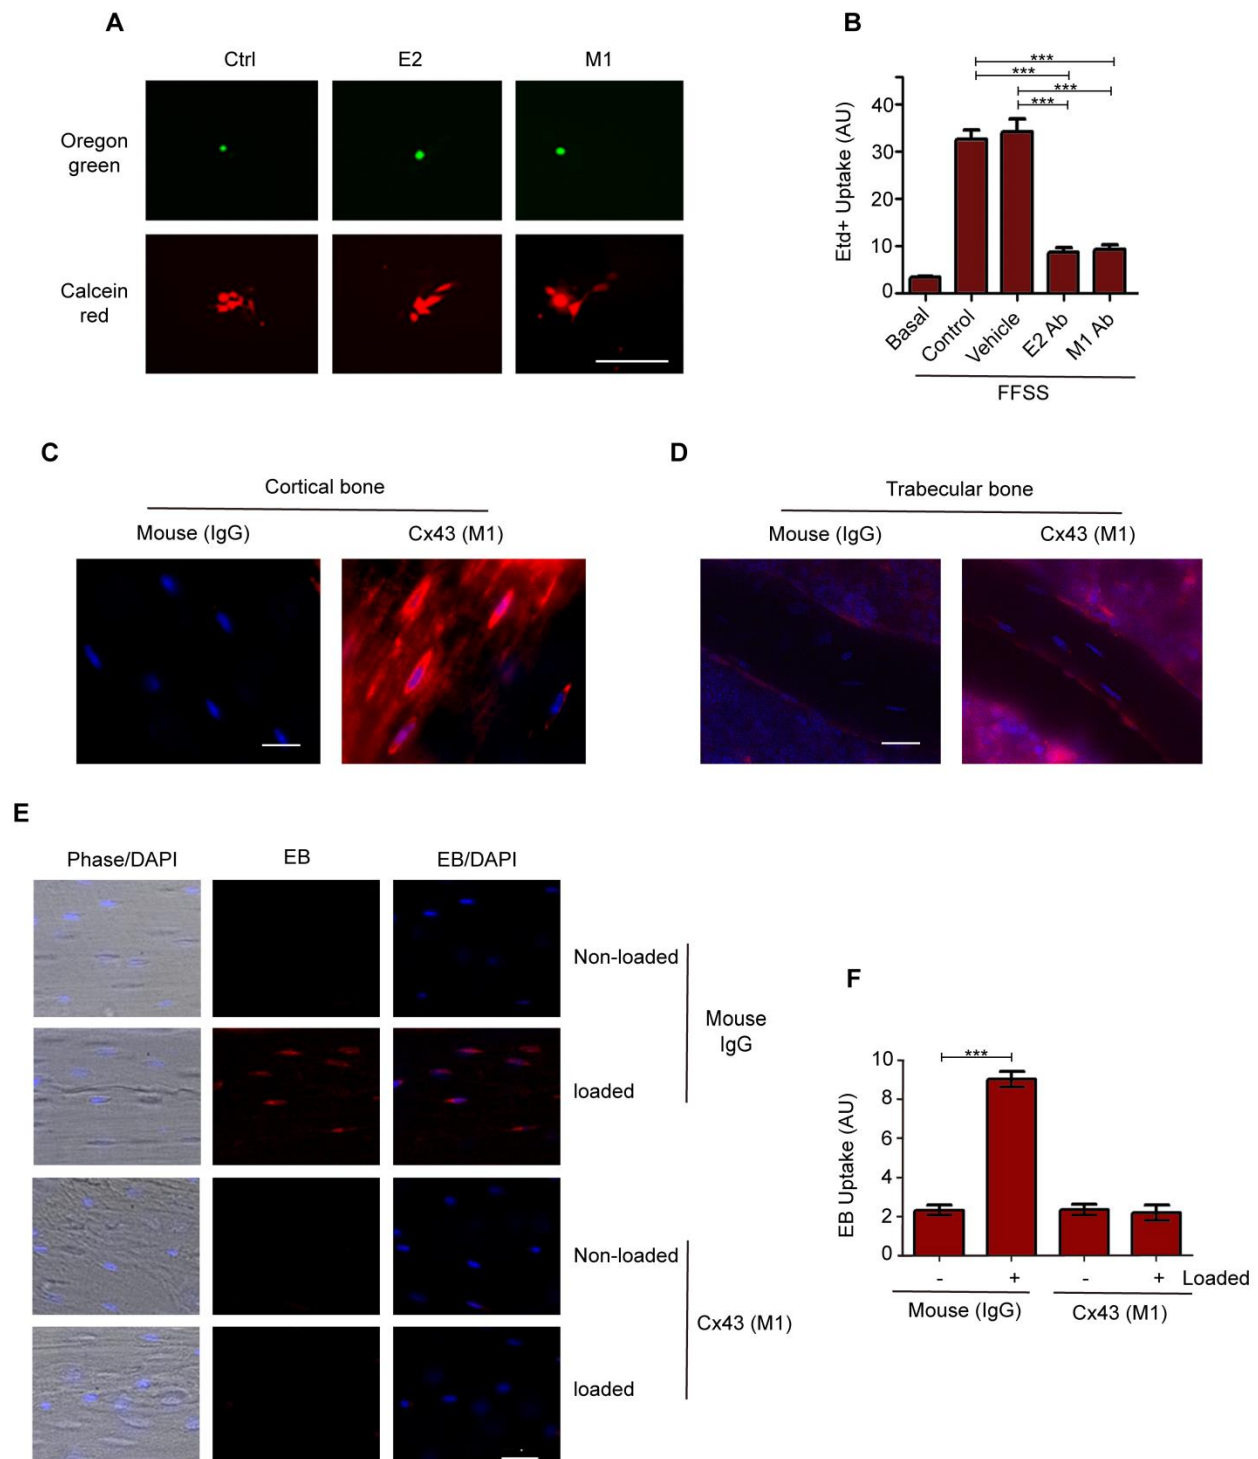 A
Ctrl
E2
M1
Oregon
green
Calcein
red
B
***
***
***
***
Etd+ Uptake (AU)
40
30
20
10
0
Basal
Control
Vehicle
E2 Ab
M1 Ab
FFSS
C
Cortical bone
Mouse (IgG)
Cx43 (M1)
D
Trabecular bone
Mouse (IgG)
Cx43 (M1)
E
Phase/DAPI
EB
EB/DAPI
Non-loaded
loaded
Mouse
IgG
Non-loaded
loaded
Cx43 (M1)
F
***
EB Uptake (AU)
10
8
6
4
2
0
- + - + Loaded
Mouse (IgG)
Cx43 (M1)